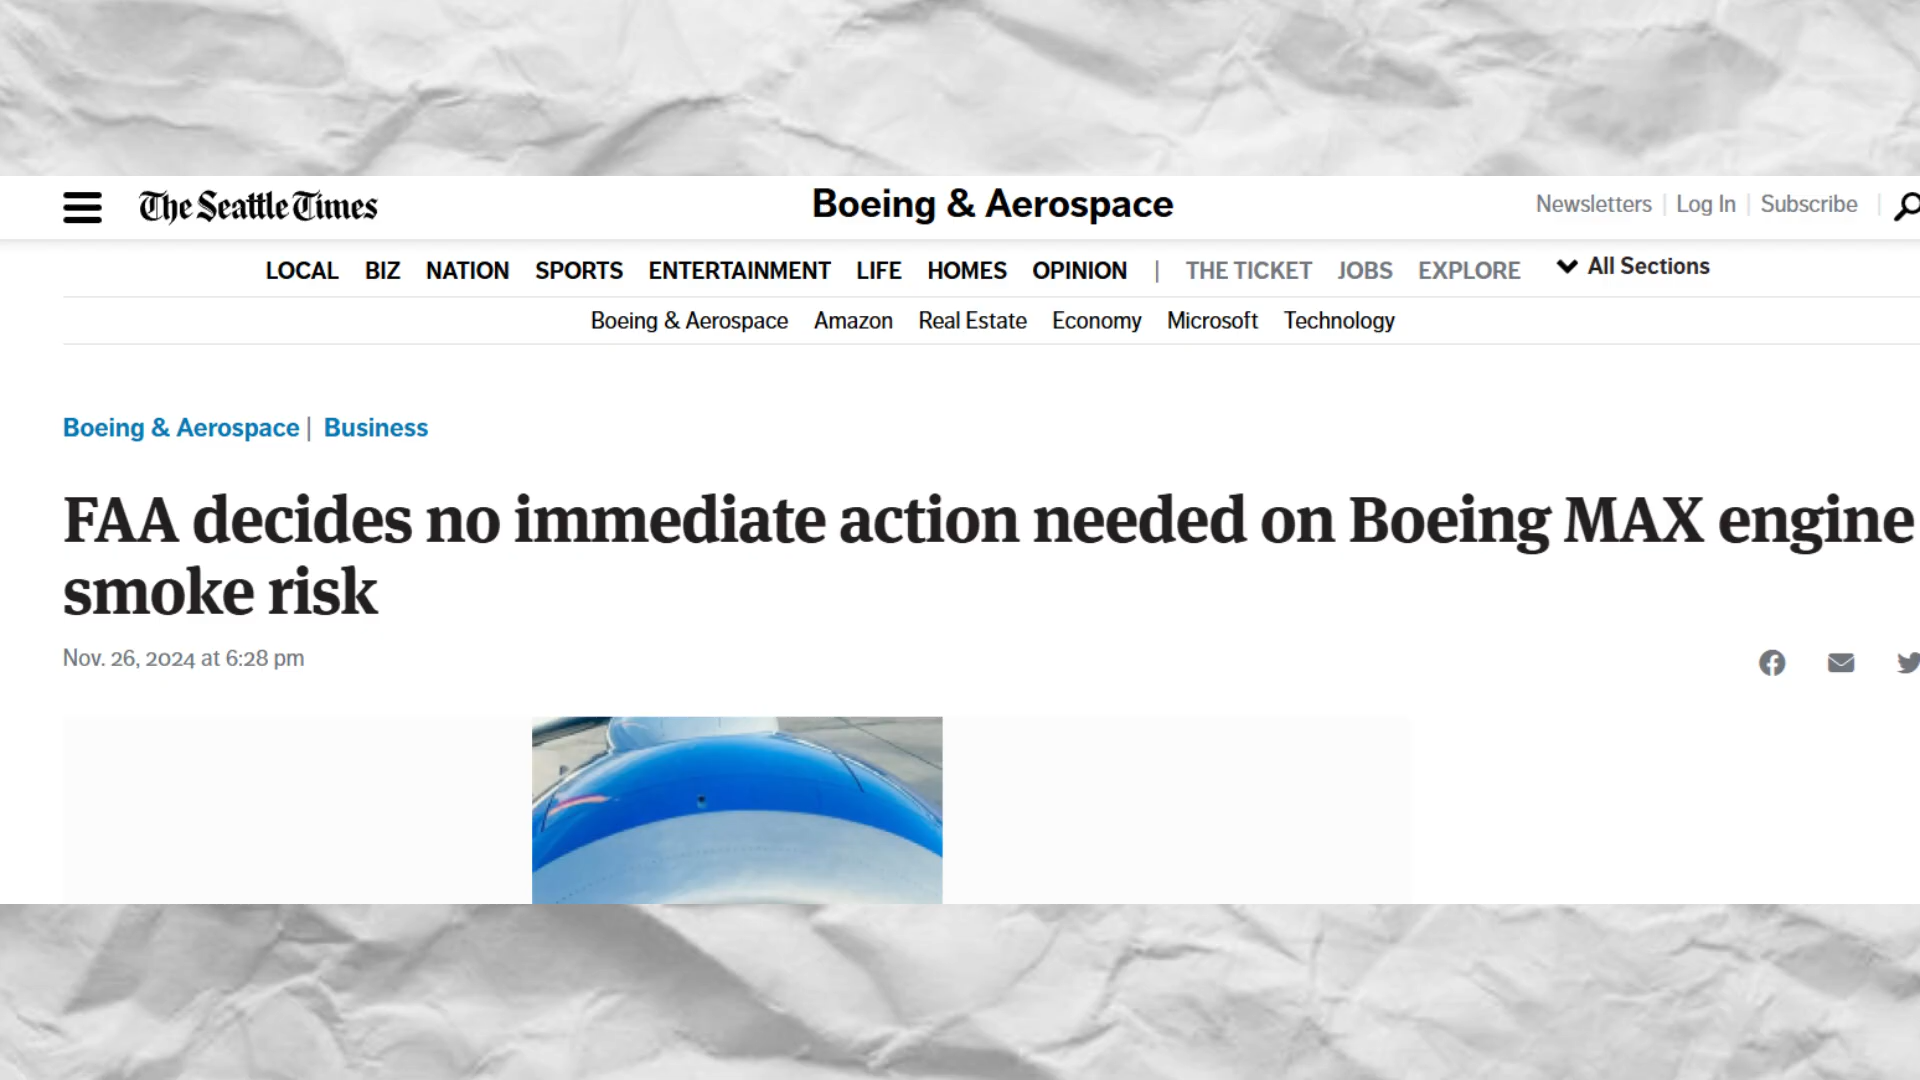 The Seattle Times
Boeing & Aerospace
Newsletters | Log In | Subscribe |
LOCAL BIZ NATION SPORTS ENTERTAINMENT LIFE HOMES OPINION | THE TICKET JOBS EXPLORE All Sections
Boeing & Aerospace Amazon Real Estate Economy Microsoft Technology
Boeing & Aerospace | Business
FAA decides no immediate action needed on Boeing MAX engine
smoke risk
Nov. 26, 2024 at 6:28 pm